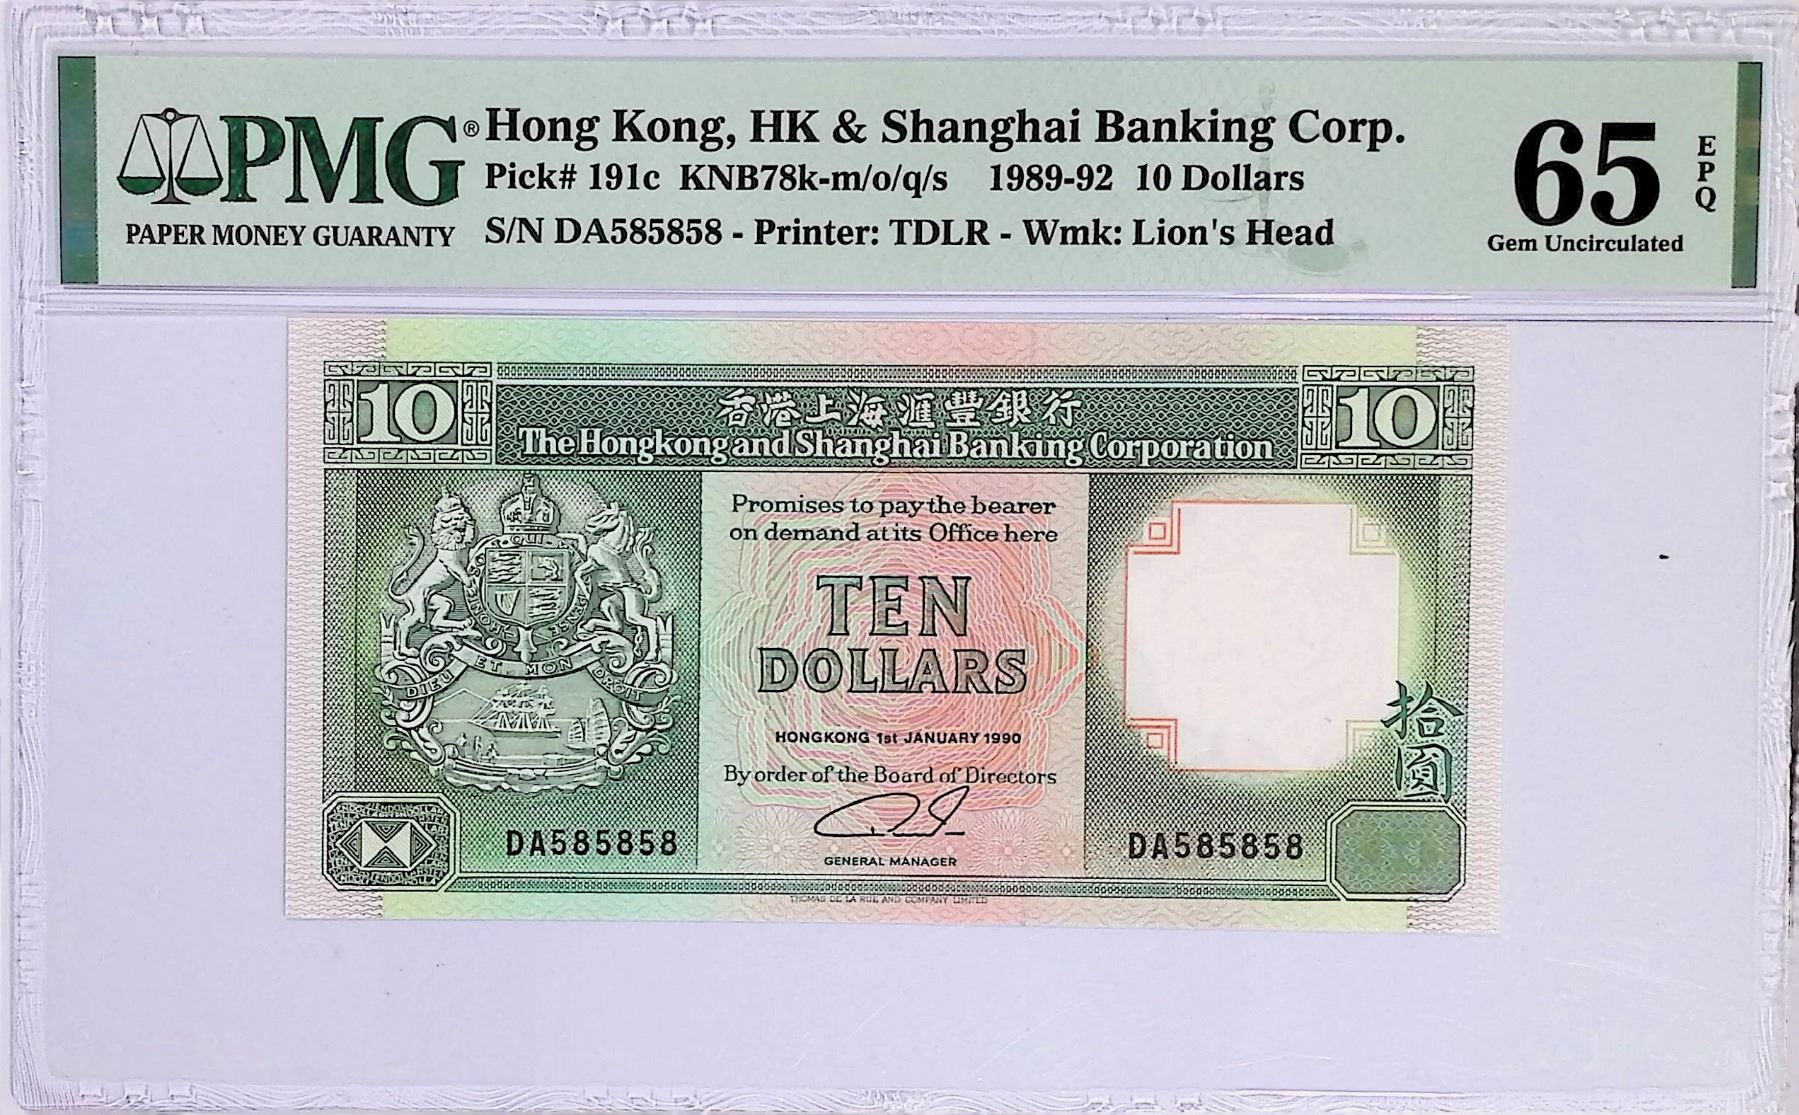 PMG®
PAPER MONEY GUARANTY
Hong Kong, HK & Shanghai Banking Corp.
Pick# 191c KNB78k-m/o/q/s 1989-92 10 Dollars
S/N DA585858 - Printer: TDLR - Wmk: Lion's Head
65
EPQ
Gem Uncirculated
10
香港上海滙豐銀行
10
The Hongkong and Shanghai Banking Corporation
Promises to pay the bearer
on demand at its Office here
TEN
DOLLARS
QUI
DIEU ET MON DROIT
拾圓
HONGKONG 1st JANUARY 1990
By order of the Board of Directors
DA585858
DA585858
GENERAL MANAGER
THOMAS DE LA RUE AND COMPANY LIMITED